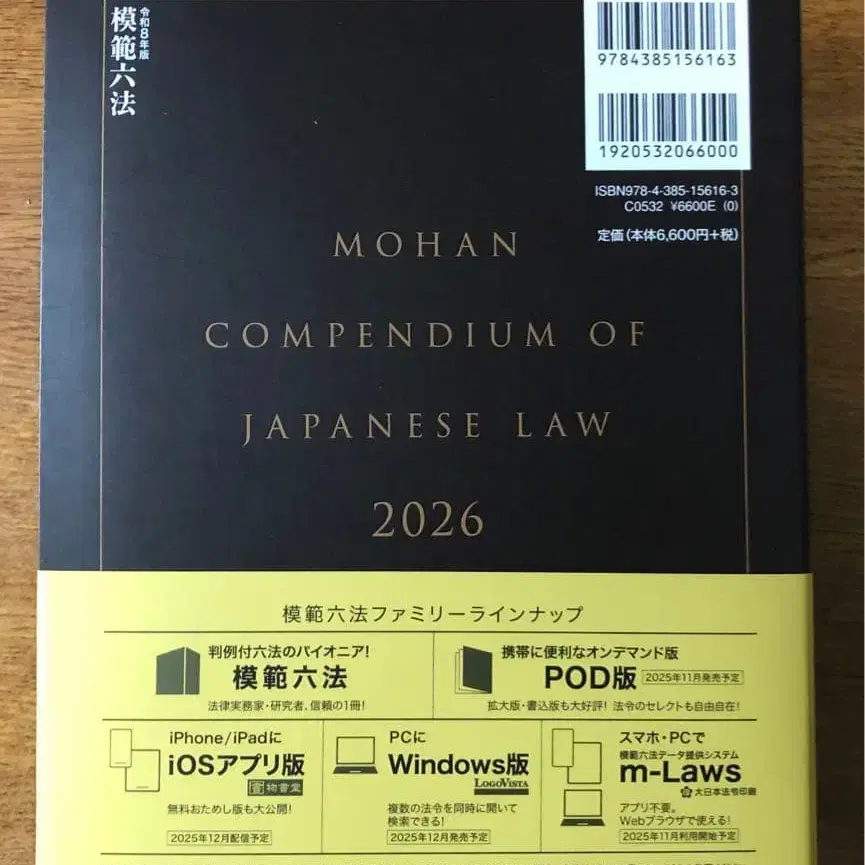 令和8年版
模範六法
9784385156163
1920532066000
ISBN978-4-385-15616-3
C0532 ¥6600E (0)
定価(本体6,600円+税)
MOHAN
COMPENDIUM OF
JAPANESE LAW
2026
模範六法ファミリーラインナップ
判例付六法のパイオニア!
模範六法
法律実務家・研究者、信頼の1冊!
携帯に便利なオンデマンド版
POD版 2025年11月発売予定
拡大版・書込版も大好評! 法令のセレクトも自由自在!
iPhone/iPadに
iOSアプリ版
物書堂
無料おためし版も大公開!
2025年12月配信予定
PCに
Windows版
LOGOVISTA
複数の法令を同時に開いて
検索できる!
2025年12月発売予定
スマホ・PCで
模範六法データ提供システム
m-Laws
大日本法令印刷
アプリ不要。
Webブラウザで使える!
2025年11月利用開始予定